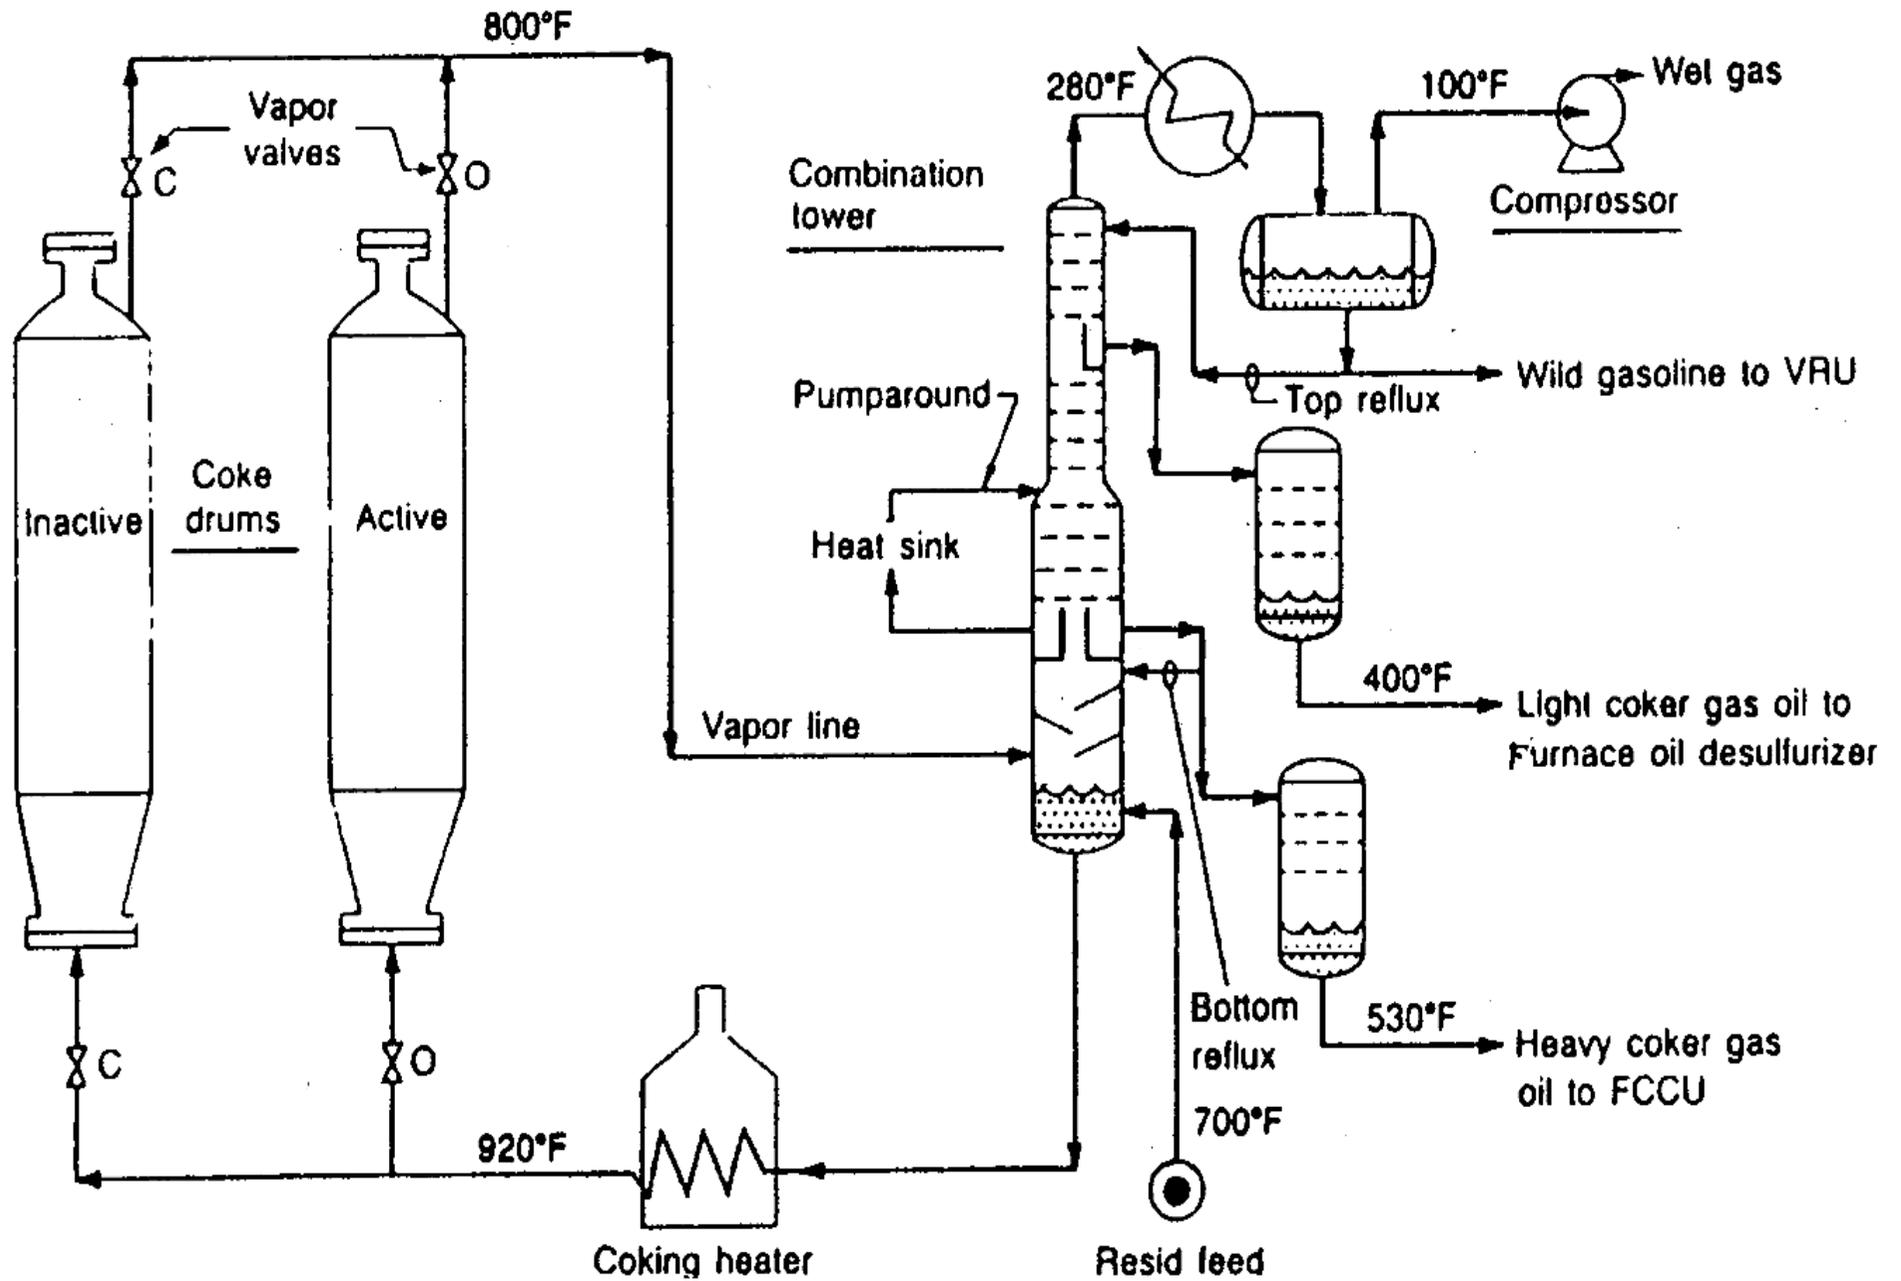 800°F
Vapor
valves
C
O
280°F
100°F
Wet gas
Compressor
Combination
tower
Wild gasoline to VRU
Top reflux
Pumparound
Coke
drums
Inactive
Active
Heat sink
400°F
Light coker gas oil to
Furnace oil desulfurizer
Vapor line
Bottom
reflux
530°F
Heavy coker gas
oil to FCCU
C
O
920°F
700°F
Coking heater
Resid feed